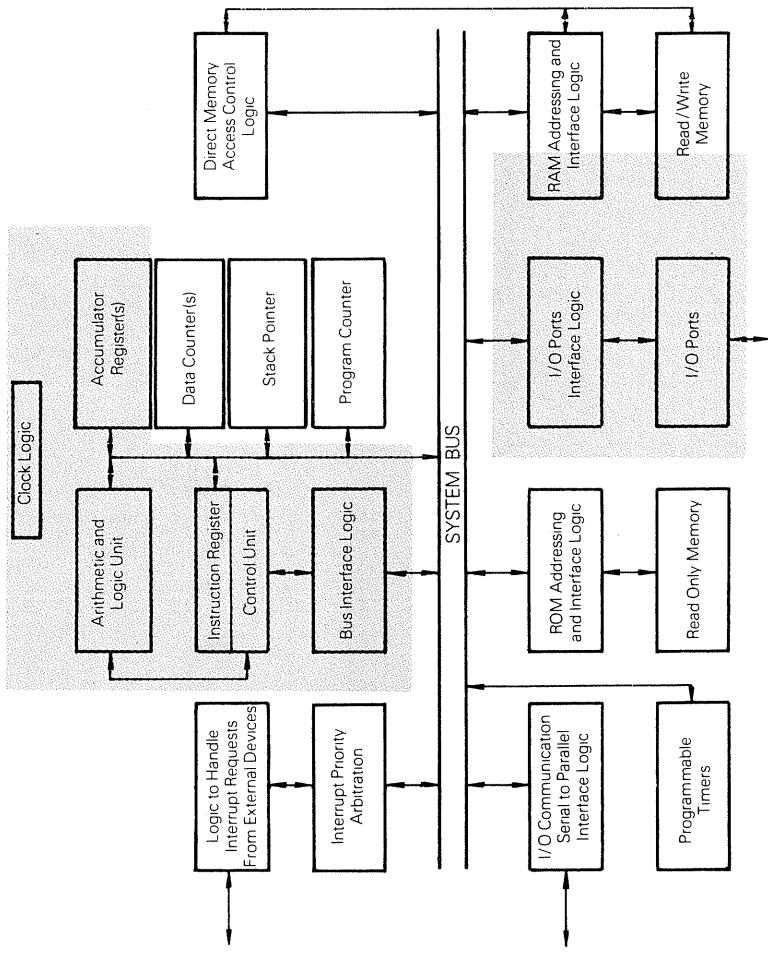 Clock Logic
Arithmetic and
Logic Unit
Accumulator
Register(s)
Data Counter(s)
Stack Pointer
Program Counter
Instruction Register
Control Unit
Bus Interface Logic
Logic to Handle
Interrupt Requests
From External Devices
Interrupt Priority
Arbitration
Direct Memory
Access Control
Logic
SYSTEM BUS
I/O Communication
Serial to Parallel
Interface Logic
Programmable
Timers
ROM Addressing
and Interface Logic
Read Only Memory
I/O Ports
Interface Logic
I/O Ports
RAM Addressing and
Interface Logic
Read/Write
Memory